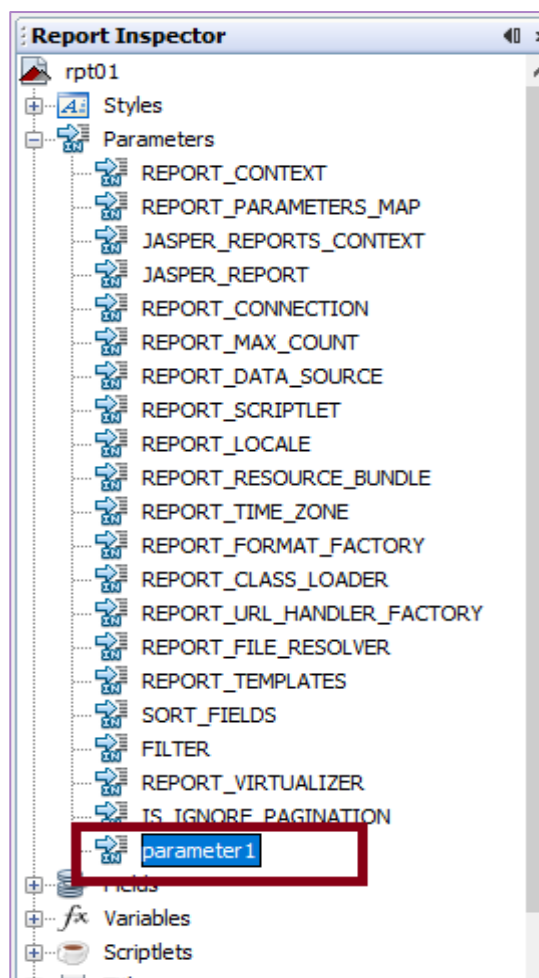 Report Inspector
rpt01
Styles
Parameters
REPORT_CONTEXT
REPORT_PARAMETERS_MAP
JASPER_REPORTS_CONTEXT
JASPER_REPORT
REPORT_CONNECTION
REPORT_MAX_COUNT
REPORT_DATA_SOURCE
REPORT_SCRIPTLET
REPORT_LOCALE
REPORT_RESOURCE_BUNDLE
REPORT_TIME_ZONE
REPORT_FORMAT_FACTORY
REPORT_CLASS_LOADER
REPORT_URL_HANDLER_FACTORY
REPORT_FILE_RESOLVER
REPORT_TEMPLATES
SORT_FIELDS
FILTER
REPORT_VIRTUALIZER
IS_IGNORE_PAGINATION
parameter1
Fields
Variables
Scriptlets